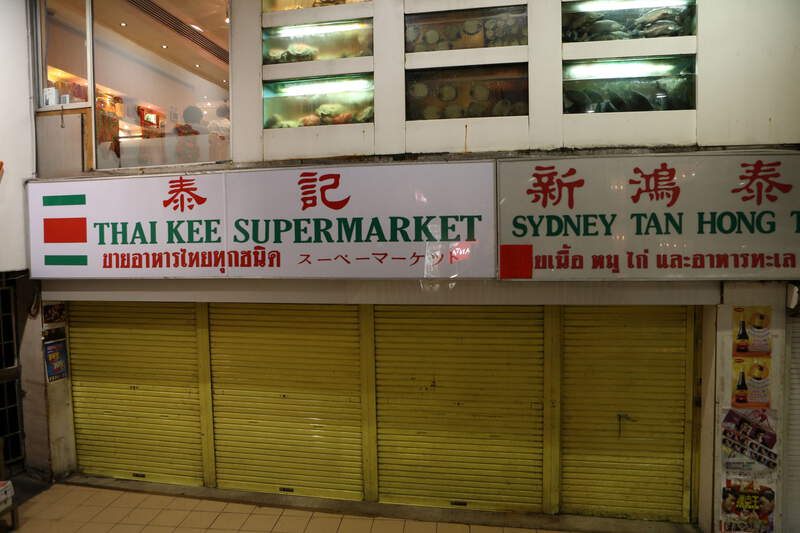 泰記
THAI KEE SUPERMARKET
ขายอาหารไทยทุกชนิด スーペーマーケット
新鴻泰
SYDNEY TAN HONG
ยเนื้อ หมู ไก่ และอาหารทะเล